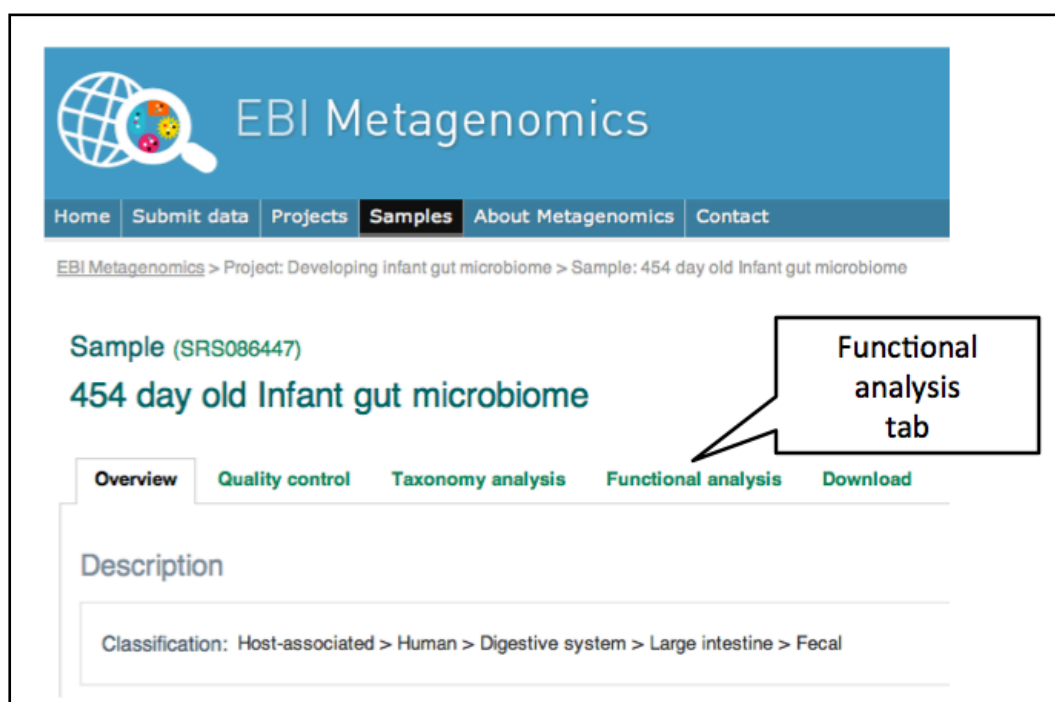 EBI Metagenomics
Home Submit data Projects Samples About Metagenomics Contact
EBI Metagenomics > Project: Developing infant gut microbiome > Sample: 454 day old Infant gut microbiome
Sample (SRS086447)
454 day old Infant gut microbiome
Functional
analysis
tab
Overview Quality control Taxonomy analysis Functional analysis Download
Description
Classification: Host-associated > Human > Digestive system > Large intestine > Fecal